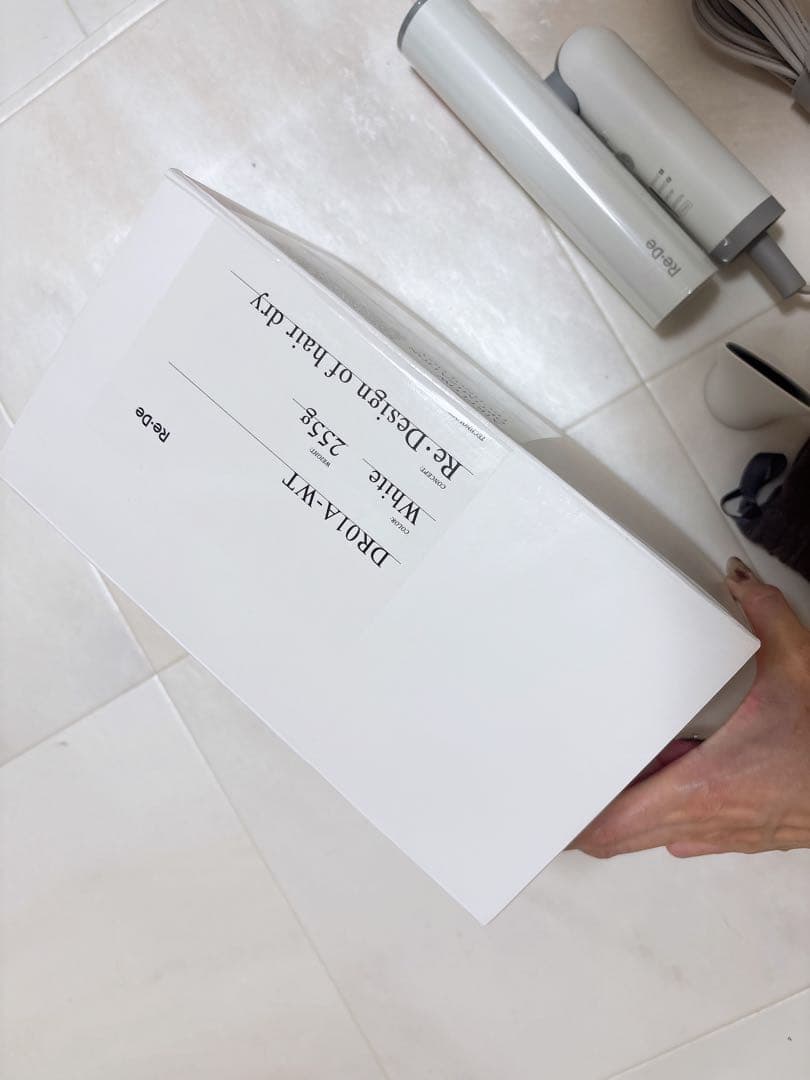 DR01A-WT
COLOR:
White
WEIGHT:
255g
CONCEPT:
Re·Design of hair dry
Re·De
Re·De